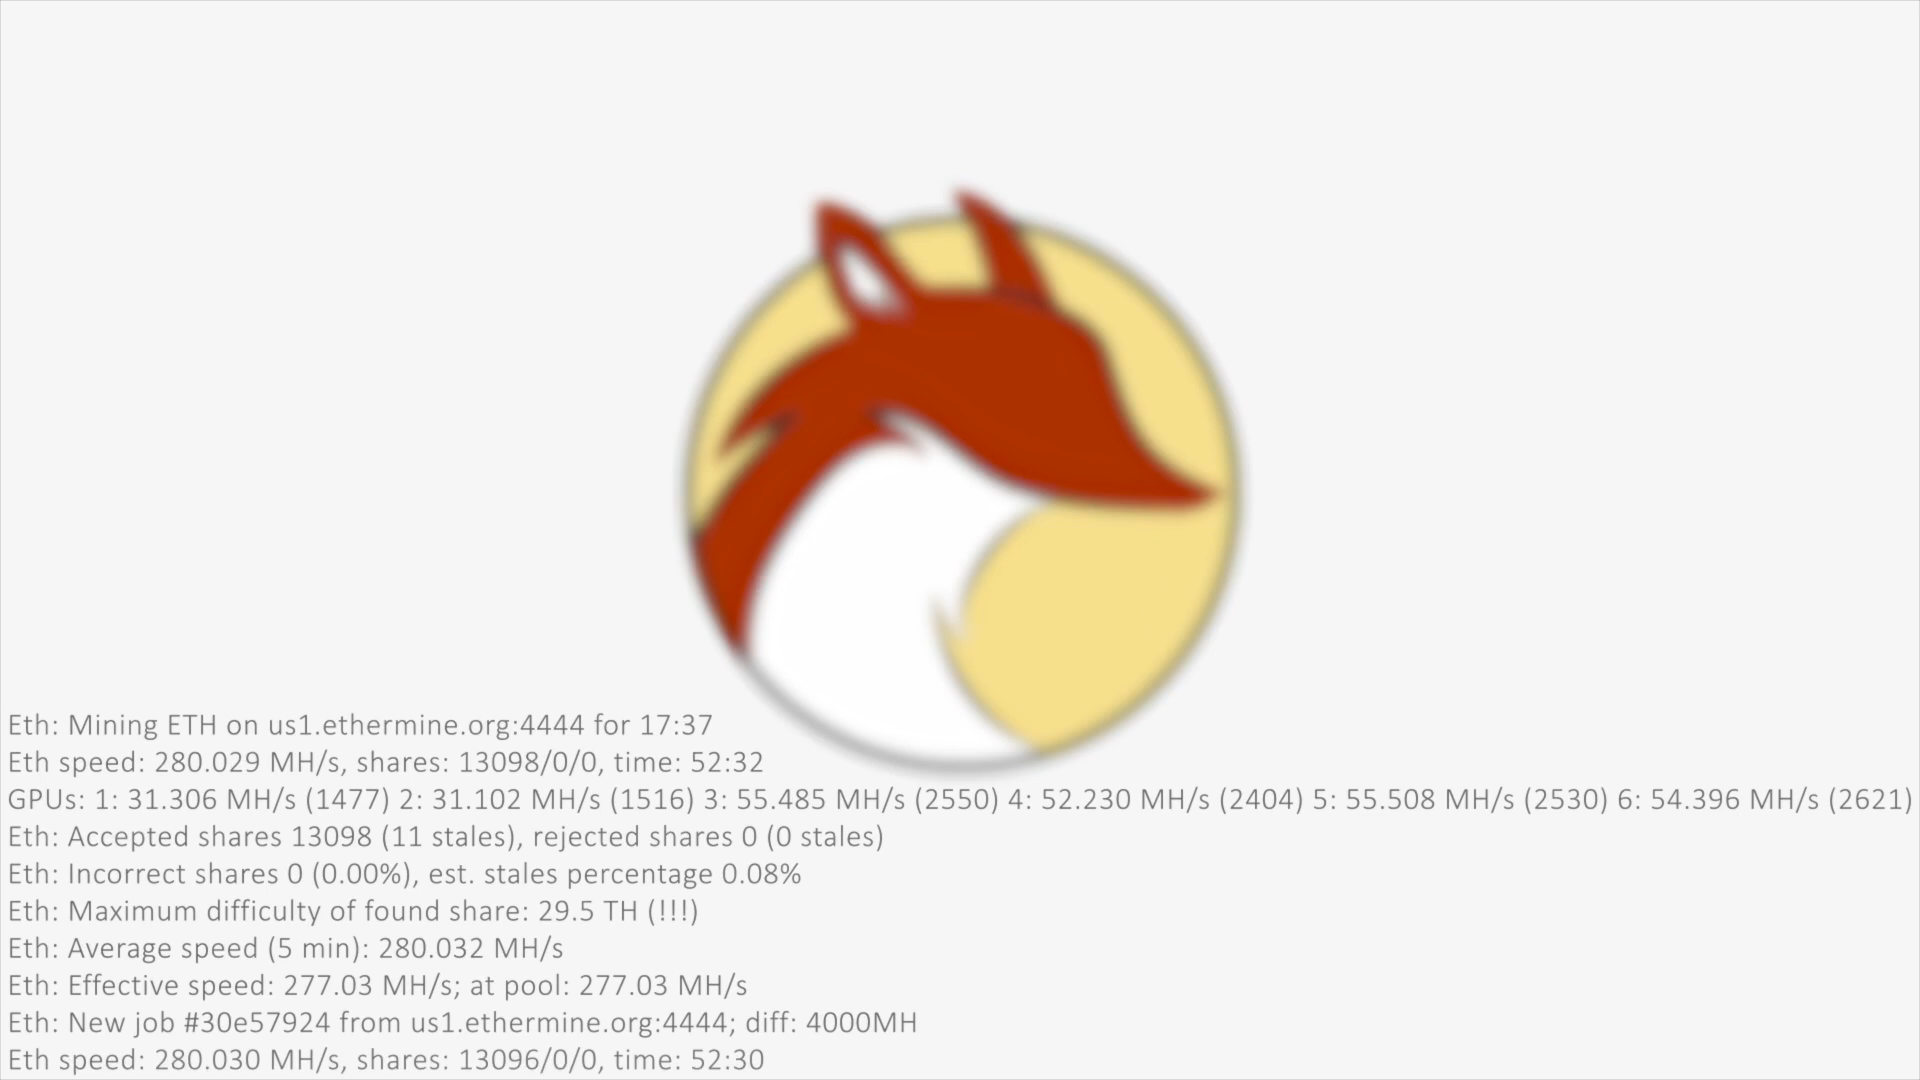 Eth: Mining ETH on us1.ethermine.org:4444 for 17:37
Eth speed: 280.029 MH/s, shares: 13098/0/0, time: 52:32
GPUs: 1: 31.306 MH/s (1477) 2: 31.102 MH/s (1516) 3: 55.485 MH/s (2550) 4: 52.230 MH/s (2404) 5: 55.508 MH/s (2530) 6: 54.396 MH/s (2621)
Eth: Accepted shares 13098 (11 stales), rejected shares 0 (0 stales)
Eth: Incorrect shares 0 (0.00%), est. stales percentage 0.08%
Eth: Maximum difficulty of found share: 29.5 TH (!!!)
Eth: Average speed (5 min): 280.032 MH/s
Eth: Effective speed: 277.03 MH/s; at pool: 277.03 MH/s
Eth: New job #30e57924 from us1.ethermine.org:4444; diff: 4000MH
Eth speed: 280.030 MH/s, shares: 13096/0/0, time: 52:30